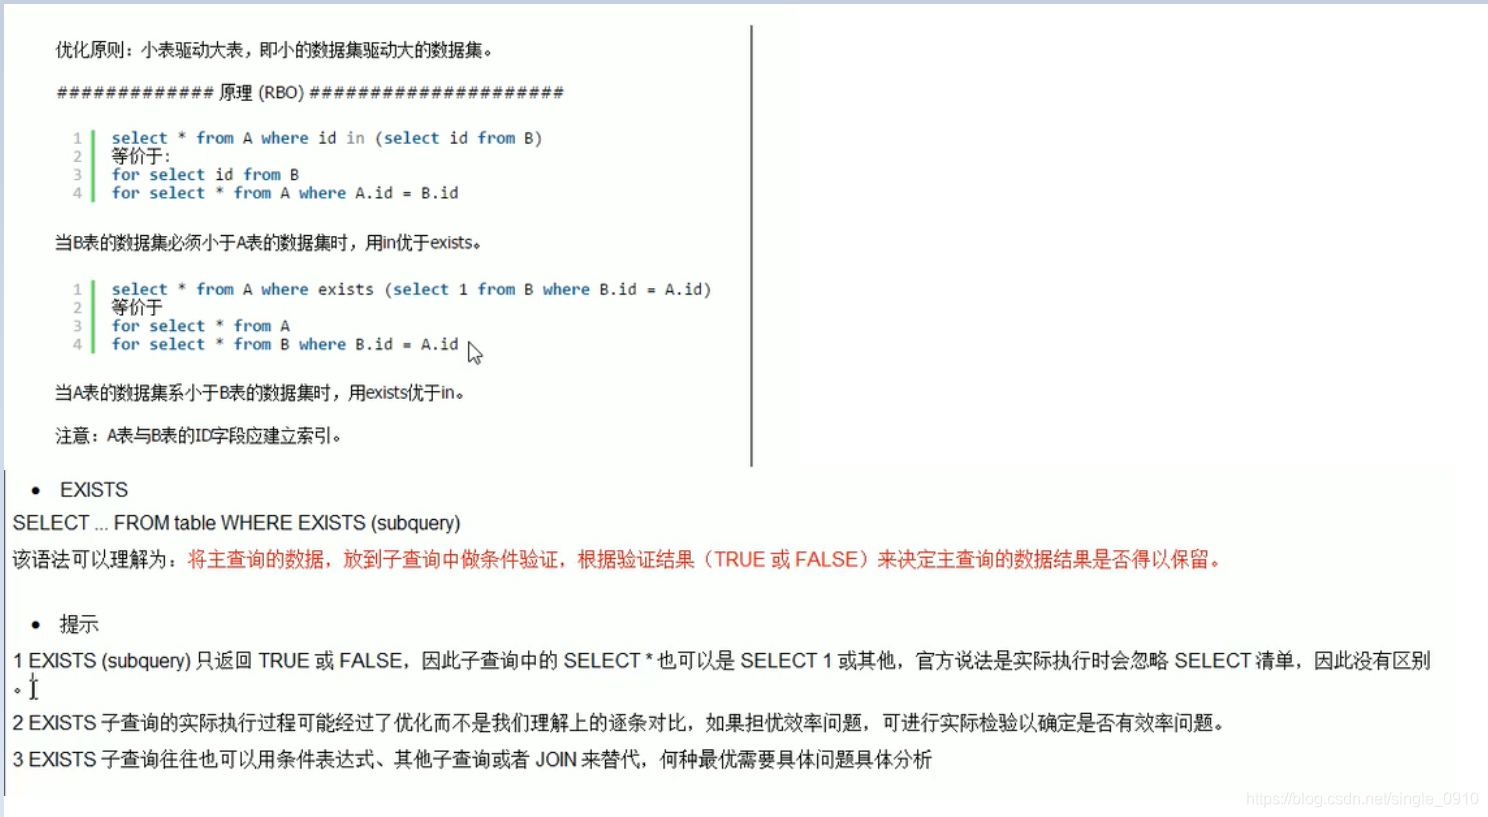 优化原则：小表驱动大表，即小的数据集驱动大的数据集。
############# 原理 (RBO) #####################
1 select * from A where id in (select id from B)
2 等价于：
3 for select id from B
4 for select * from A where A.id = B.id
当B表的数据集必须小于A表的数据集时，用in优于exists。
1 select * from A where exists (select 1 from B where B.id = A.id)
2 等价于
3 for select * from A
4 for select * from B where B.id = A.id
当A表的数据集系小于B表的数据集时，用exists优于in。
注意：A表与B表的ID字段应建立索引。
• EXISTS
SELECT ... FROM table WHERE EXISTS (subquery)
该语法可以理解为：将主查询的数据，放到子查询中做条件验证，根据验证结果（TRUE 或 FALSE）来决定主查询的数据结果是否得以保留。
• 提示
1 EXISTS (subquery) 只返回 TRUE 或 FALSE，因此子查询中的 SELECT * 也可以是 SELECT 1 或其他，官方说法是实际执行时会忽略 SELECT 清单，因此没有区别
。
2 EXISTS 子查询的实际执行过程可能经过了优化而不是我们理解上的逐条对比，如果担忧效率问题，可进行实际检验以确定是否有效率问题。
3 EXISTS 子查询往往也可以用条件表达式、其他子查询或者 JOIN 来替代，何种最优需要具体问题具体分析
https://blog.csdn.net/single_0910